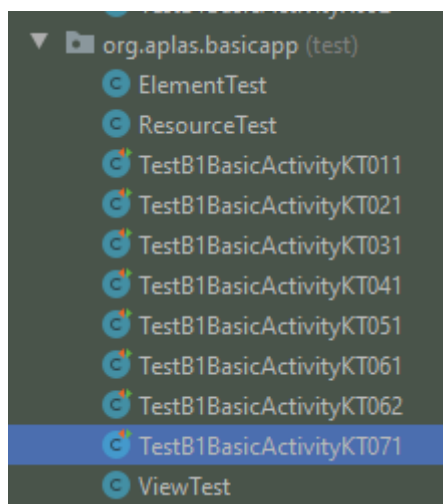 org.aplas.basicapp (test)
ElementTest
ResourceTest
TestB1BasicActivityKT011
TestB1BasicActivityKT021
TestB1BasicActivityKT031
TestB1BasicActivityKT041
TestB1BasicActivityKT051
TestB1BasicActivityKT061
TestB1BasicActivityKT062
TestB1BasicActivityKT071
ViewTest